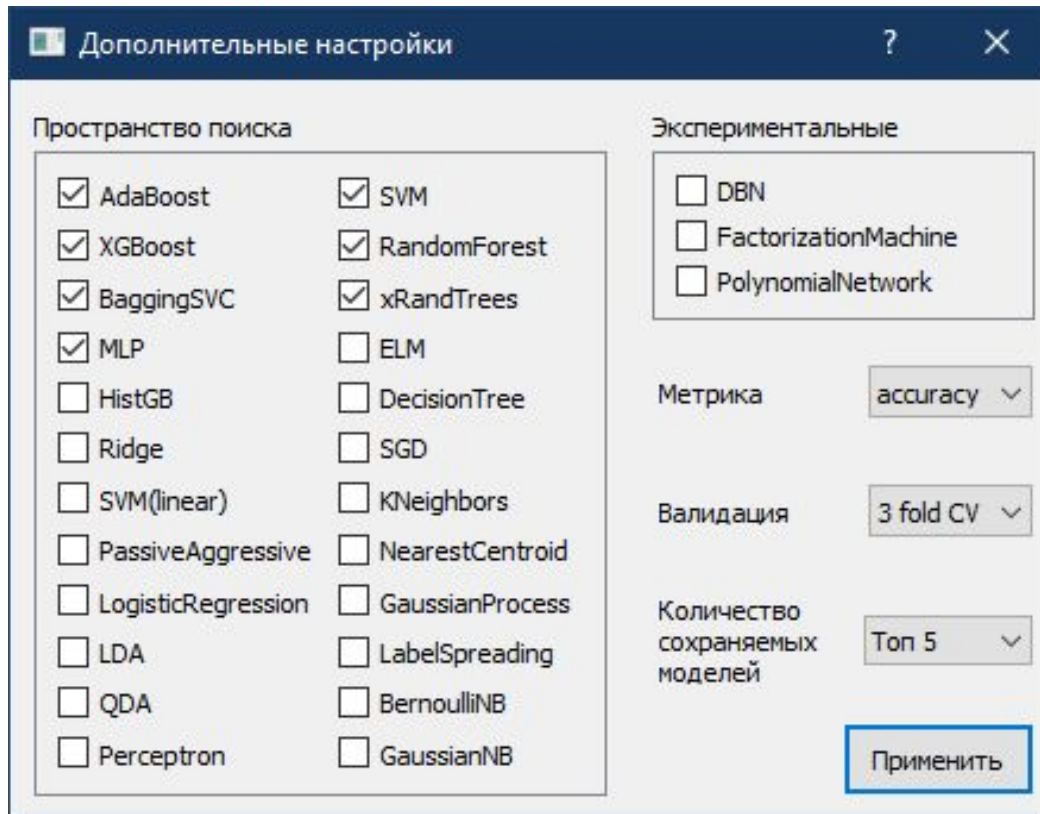 Дополнительные настройки ? ×
Пространство поиска
AdaBoost
XGBoost
BaggingSVC
MLP
HistGB
Ridge
SVM(linear)
PassiveAggressive
LogisticRegression
LDA
QDA
Perceptron
SVM
RandomForest
xRandTrees
ELM
DecisionTree
SGD
KNeighbors
NearestCentroid
GaussianProcess
LabelSpreading
BernoulliNB
GaussianNB
Экспериментальные
DBN
FactorizationMachine
PolynomialNetwork
Метрика accuracy
Валидация 3 fold CV
Количество
сохраняемых
моделей
Топ 5
Применить